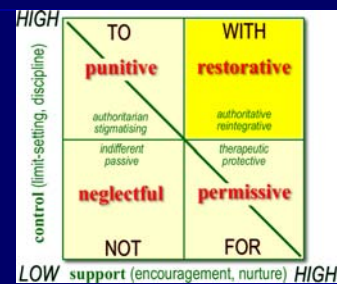 HIGH
TO
WITH
punitive
restorative
authoritarian
stigmatising
authoritative
reintegrative
indifferent
passive
therapeutic
protective
neglectful
permissive
NOT
FOR
control (limit-setting, discipline)
LOW support (encouragement, nurture) HIGH